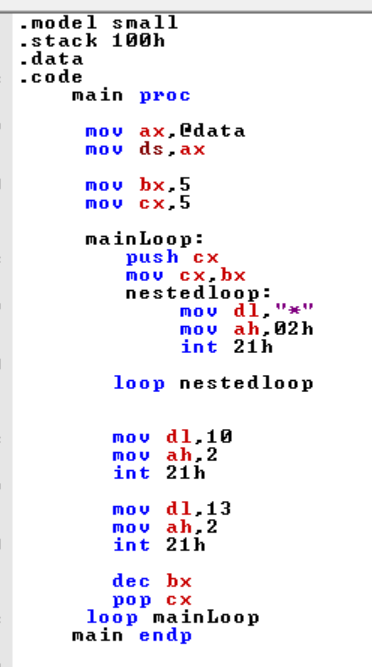 .model small
.stack 100h
.data
.code
main proc
mov ax,@data
mov ds,ax
mov bx,5
mov cx,5
mainLoop:
push cx
mov cx,bx
nestedloop:
mov dl,"*"
mov ah,02h
int 21h
loop nestedloop
mov dl,10
mov ah,2
int 21h
mov dl,13
mov ah,2
int 21h
dec bx
pop cx
loop mainLoop
main endp